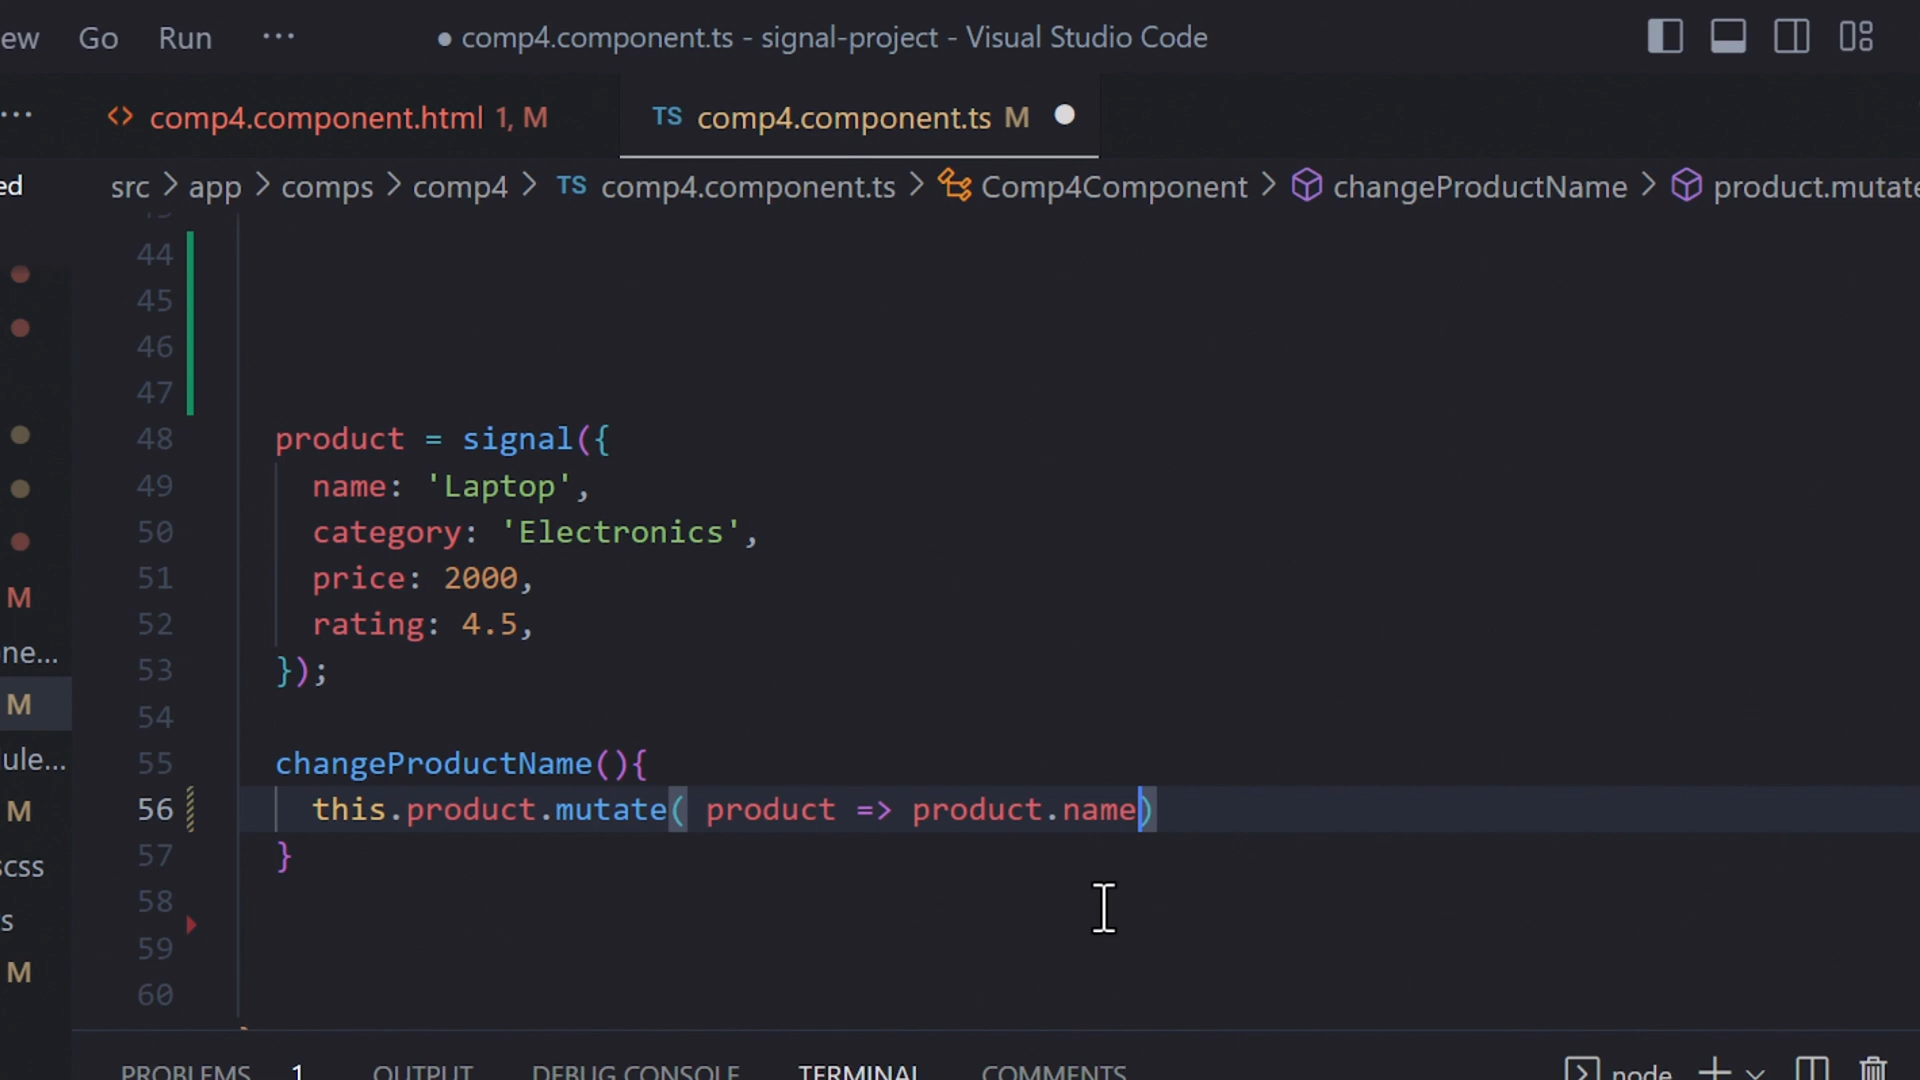 ew Go Run ··· ● comp4.component.ts - signal-project - Visual Studio Code
··· <> comp4.component.html 1, M TS comp4.component.ts M
ed src > app > comps > comp4 > TS comp4.component.ts > Comp4Component > changeProductName > product.mutate
44
45
46
47
48 product = signal({
49 name: 'Laptop',
50 category: 'Electronics',
51 price: 2000,
52 rating: 4.5,
53 });
54
55 changeProductName(){
56 this.product.mutate( product => product.name)
57 }
58
59
60
M
ne...
M
ule...
M
scss
s
M
PROBLEMS 1 OUTPUT DEBUG CONSOLE TERMINAL COMMENTS node